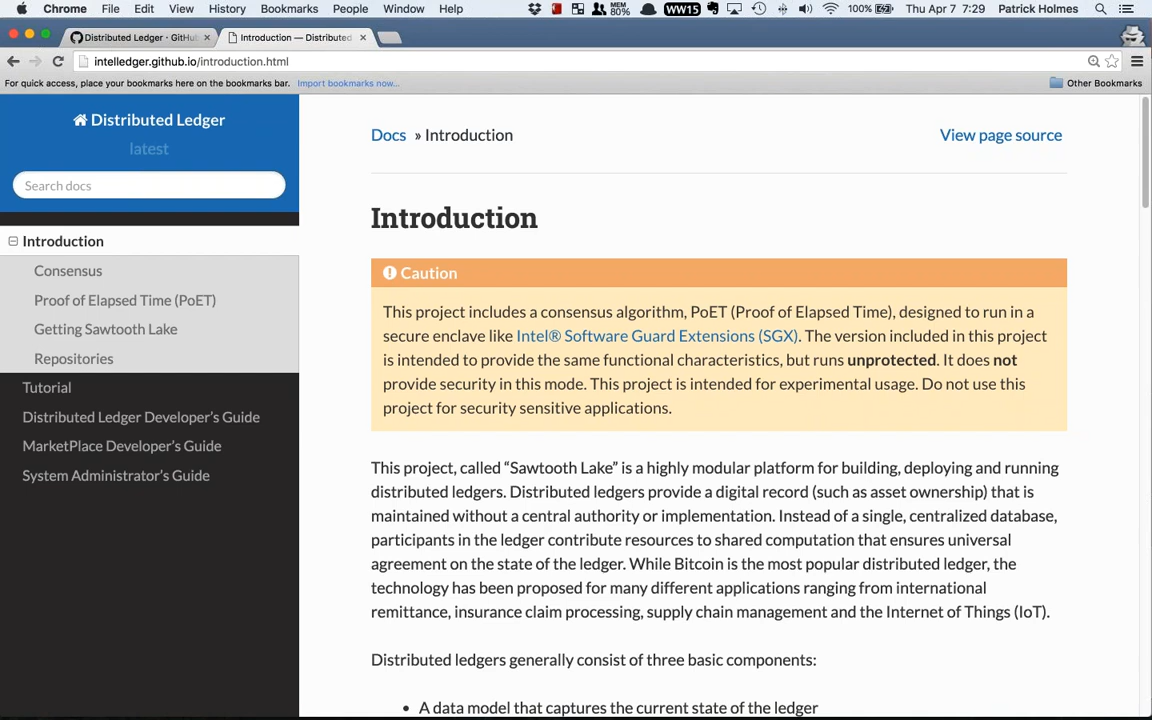 Chrome File Edit View History Bookmarks People Window Help MEM 80% WW15 100% Thu Apr 7 7:29 Patrick Holmes
Distributed Ledger · GitHu × Introduction — Distributed ×
intelledger.github.io/introduction.html
For quick access, place your bookmarks here on the bookmarks bar. Import bookmarks now... Other Bookmarks
Distributed Ledger
latest
Search docs
Introduction
Consensus
Proof of Elapsed Time (PoET)
Getting Sawtooth Lake
Repositories
Tutorial
Distributed Ledger Developer's Guide
MarketPlace Developer's Guide
System Administrator's Guide
Docs » Introduction View page source
Introduction
Caution
This project includes a consensus algorithm, PoET (Proof of Elapsed Time), designed to run in a
secure enclave like Intel® Software Guard Extensions (SGX). The version included in this project
is intended to provide the same functional characteristics, but runs unprotected. It does not
provide security in this mode. This project is intended for experimental usage. Do not use this
project for security sensitive applications.
This project, called “Sawtooth Lake” is a highly modular platform for building, deploying and running
distributed ledgers. Distributed ledgers provide a digital record (such as asset ownership) that is
maintained without a central authority or implementation. Instead of a single, centralized database,
participants in the ledger contribute resources to shared computation that ensures universal
agreement on the state of the ledger. While Bitcoin is the most popular distributed ledger, the
technology has been proposed for many different applications ranging from international
remittance, insurance claim processing, supply chain management and the Internet of Things (IoT).
Distributed ledgers generally consist of three basic components:
• A data model that captures the current state of the ledger